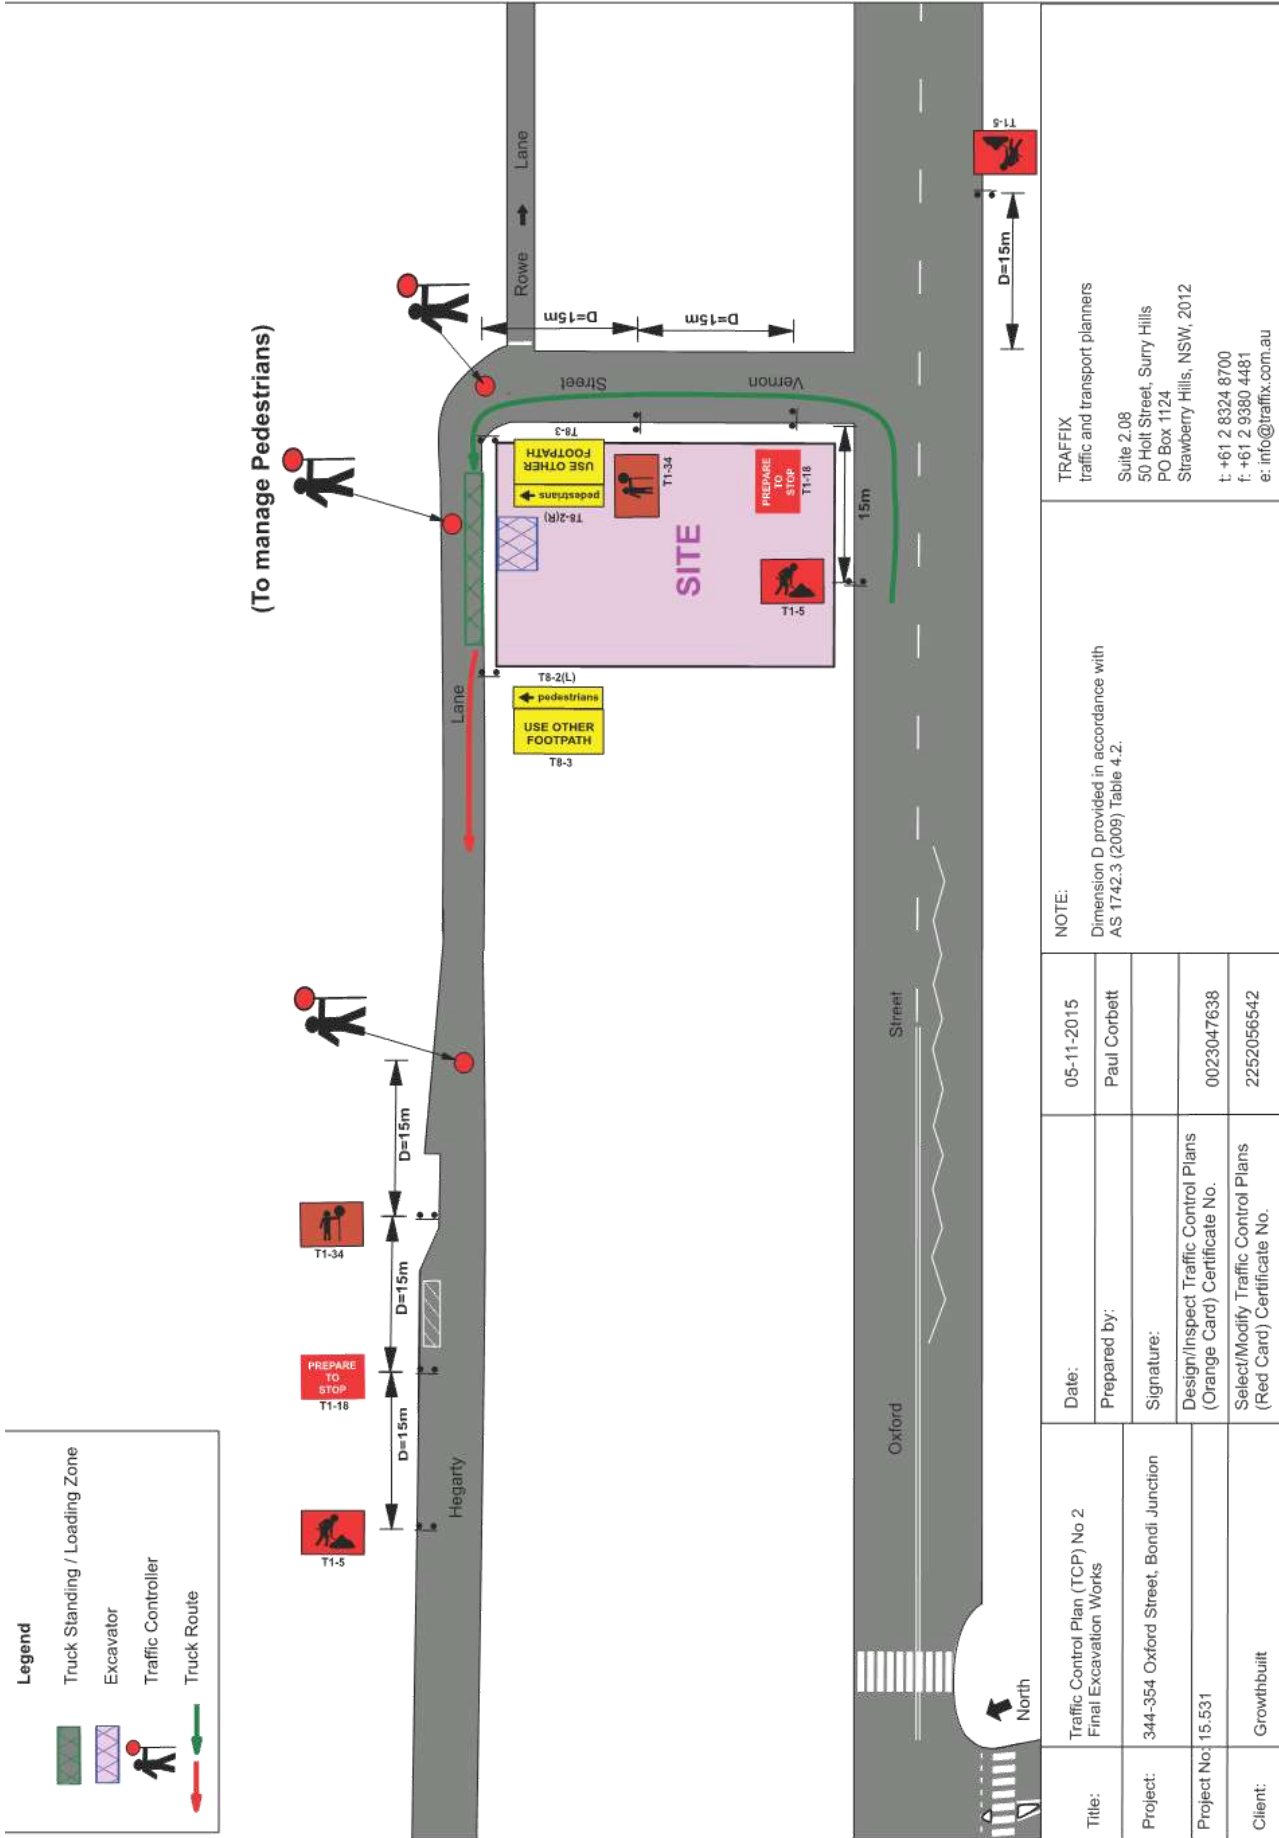 Legend
Truck Standing / Loading Zone
Excavator
Traffic Controller
Truck Route
(To manage Pedestrians)
T1-5
PREPARE
TO
STOP
T1-18
T1-34
D=15m
D=15m
D=15m
Hegarty
Lane
Rowe
Lane
D=15m
D=15m
Street
Vernon
USE OTHER
FOOTPATH
T8-3
pedestrians
T8-2(L)
T8-3
USE OTHER
FOOTPATH
pedestrians
T8-2(R)
T1-34
PREPARE
TO
STOP
T1-18
SITE
T1-5
15m
Oxford
Street
D=15m
T1-5
North
Title:
Traffic Control Plan (TCP) No 2
Final Excavation Works
Project:
344-354 Oxford Street, Bondi Junction
Project No:
15.531
Client:
Growthbuilt
Date:
05-11-2015
Prepared by:
Paul Corbett
Signature:
Design/Inspect Traffic Control Plans
(Orange Card) Certificate No.
0023047638
Select/Modify Traffic Control Plans
(Red Card) Certificate No.
2252056542
NOTE:
Dimension D provided in accordance with
AS 1742.3 (2009) Table 4.2.
TRAFFIX
traffic and transport planners
Suite 2.08
50 Holt Street, Surry Hills
PO Box 1124
Strawberry Hills, NSW, 2012
t: +61 2 8324 8700
f: +61 2 9380 4481
e: info@traffix.com.au